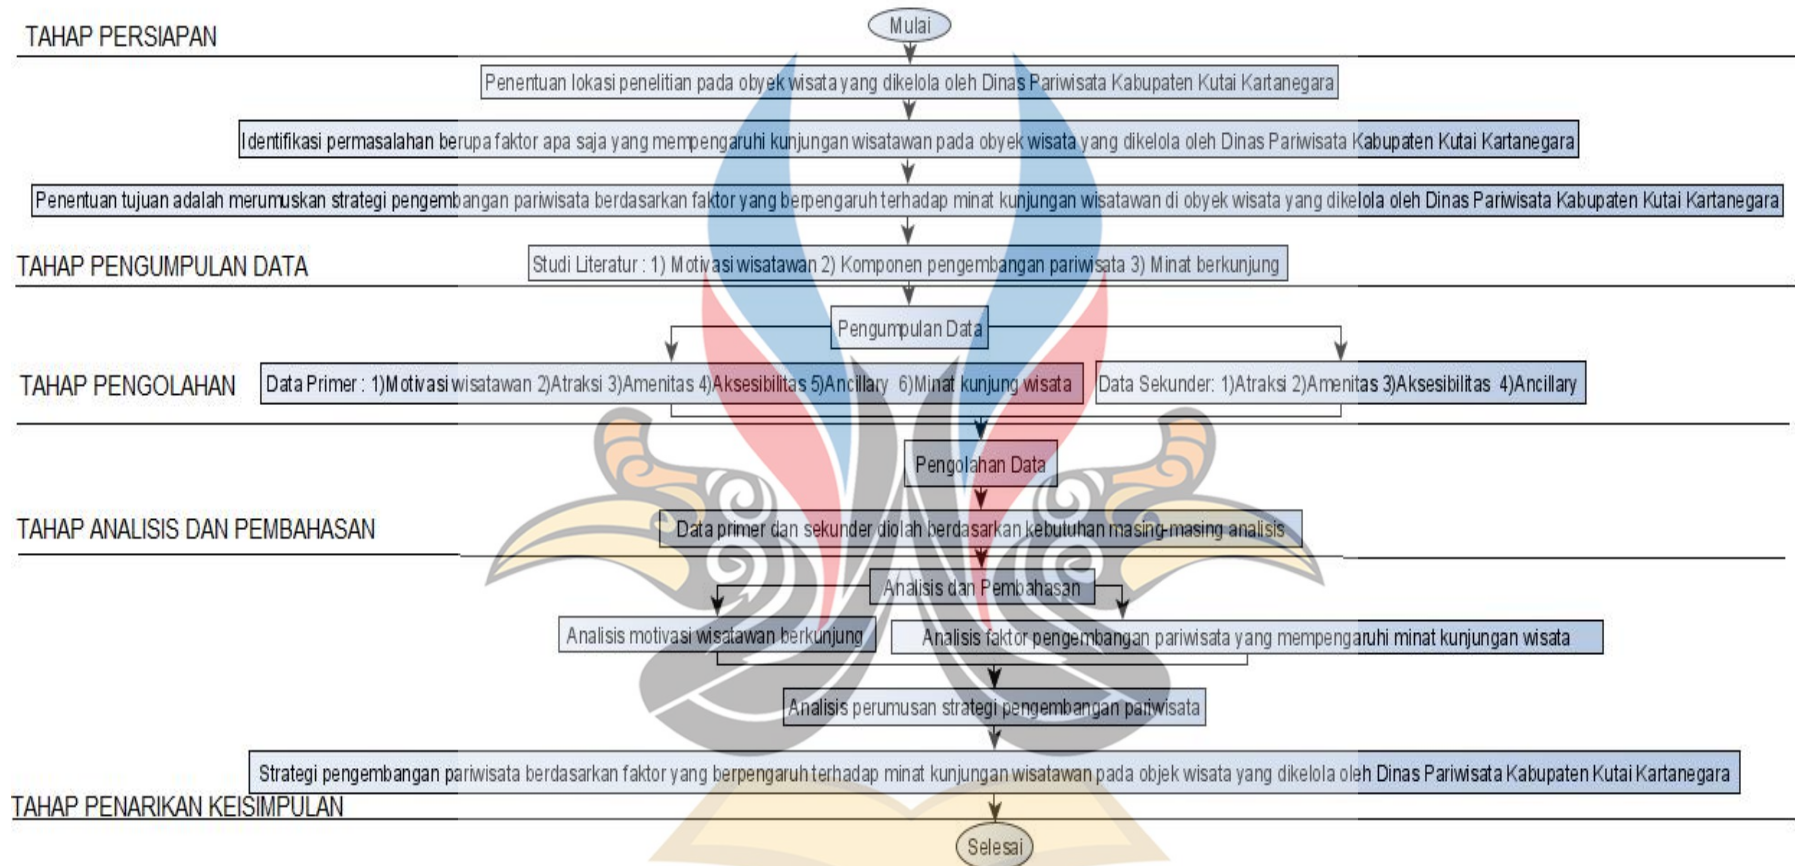 Mulai
TAHAP PERSIAPAN
Penentuan lokasi penelitian pada obyek wisata yang dikelola oleh Dinas Pariwisata Kabupaten Kutai Kartanegara
Identifikasi permasalahan berupa faktor apa saja yang mempengaruhi kunjungan wisatawan pada obyek wisata yang dikelola oleh Dinas Pariwisata Kabupaten Kutai Kartanegara
Penentuan tujuan adalah merumuskan strategi pengembangan pariwisata berdasarkan faktor yang berpengaruh terhadap minat kunjungan wisatawan di obyek wisata yang dikelola oleh Dinas Pariwisata Kabupaten Kutai Kartanegara
TAHAP PENGUMPULAN DATA
Studi Literatur : 1) Motivasi wisatawan 2) Komponen pengembangan pariwisata 3) Minat berkunjung
Pengumpulan Data
TAHAP PENGOLAHAN
Data Primer : 1)Motivasi wisatawan 2)Atraksi 3)Amenitas 4)Aksesibilitas 5)Ancillary 6)Minat kunjung wisata
Data Sekunder: 1)Atraksi 2)Amenitas 3)Aksesibilitas 4)Ancillary
Pengolahan Data
TAHAP ANALISIS DAN PEMBAHASAN
Data primer dan sekunder diolah berdasarkan kebutuhan masing-masing analisis
Analisis dan Pembahasan
Analisis motivasi wisatawan berkunjung
Analisis faktor pengembangan pariwisata yang mempengaruhi minat kunjungan wisata
Analisis perumusan strategi pengembangan pariwisata
Strategi pengembangan pariwisata berdasarkan faktor yang berpengaruh terhadap minat kunjungan wisatawan pada objek wisata yang dikelola oleh Dinas Pariwisata Kabupaten Kutai Kartanegara
TAHAP PENARIKAN KEISIMPULAN
Selesai